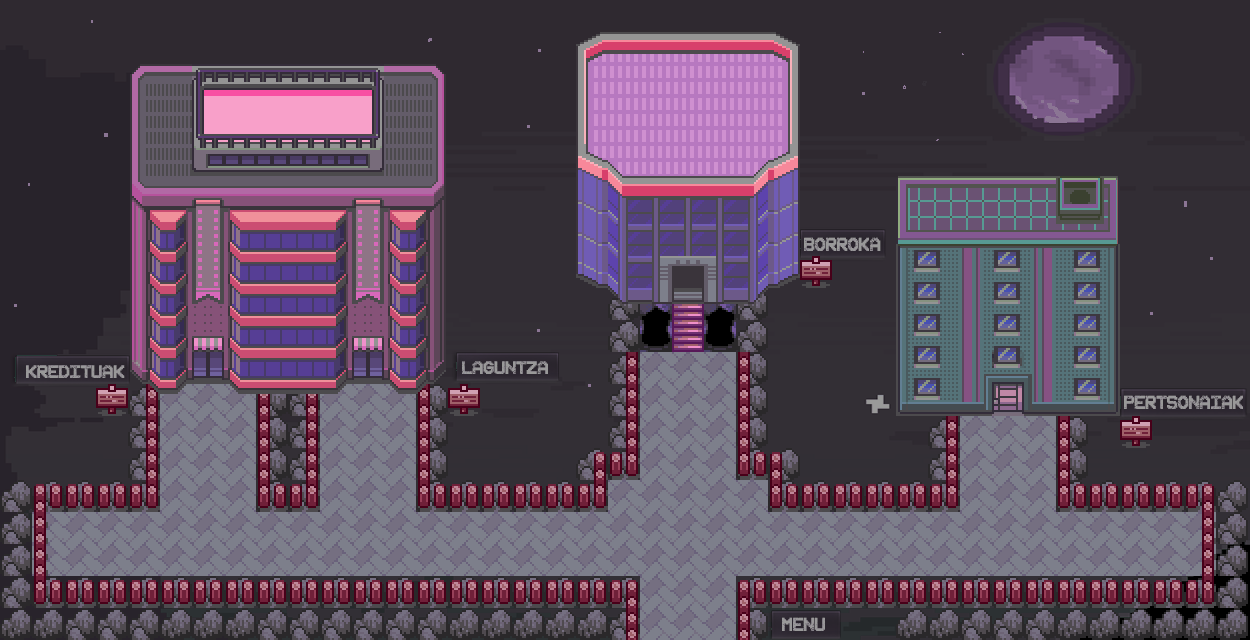 BORROKA
KREDITUAK
LAGUNTZA
PERTSONAIAK
MENU